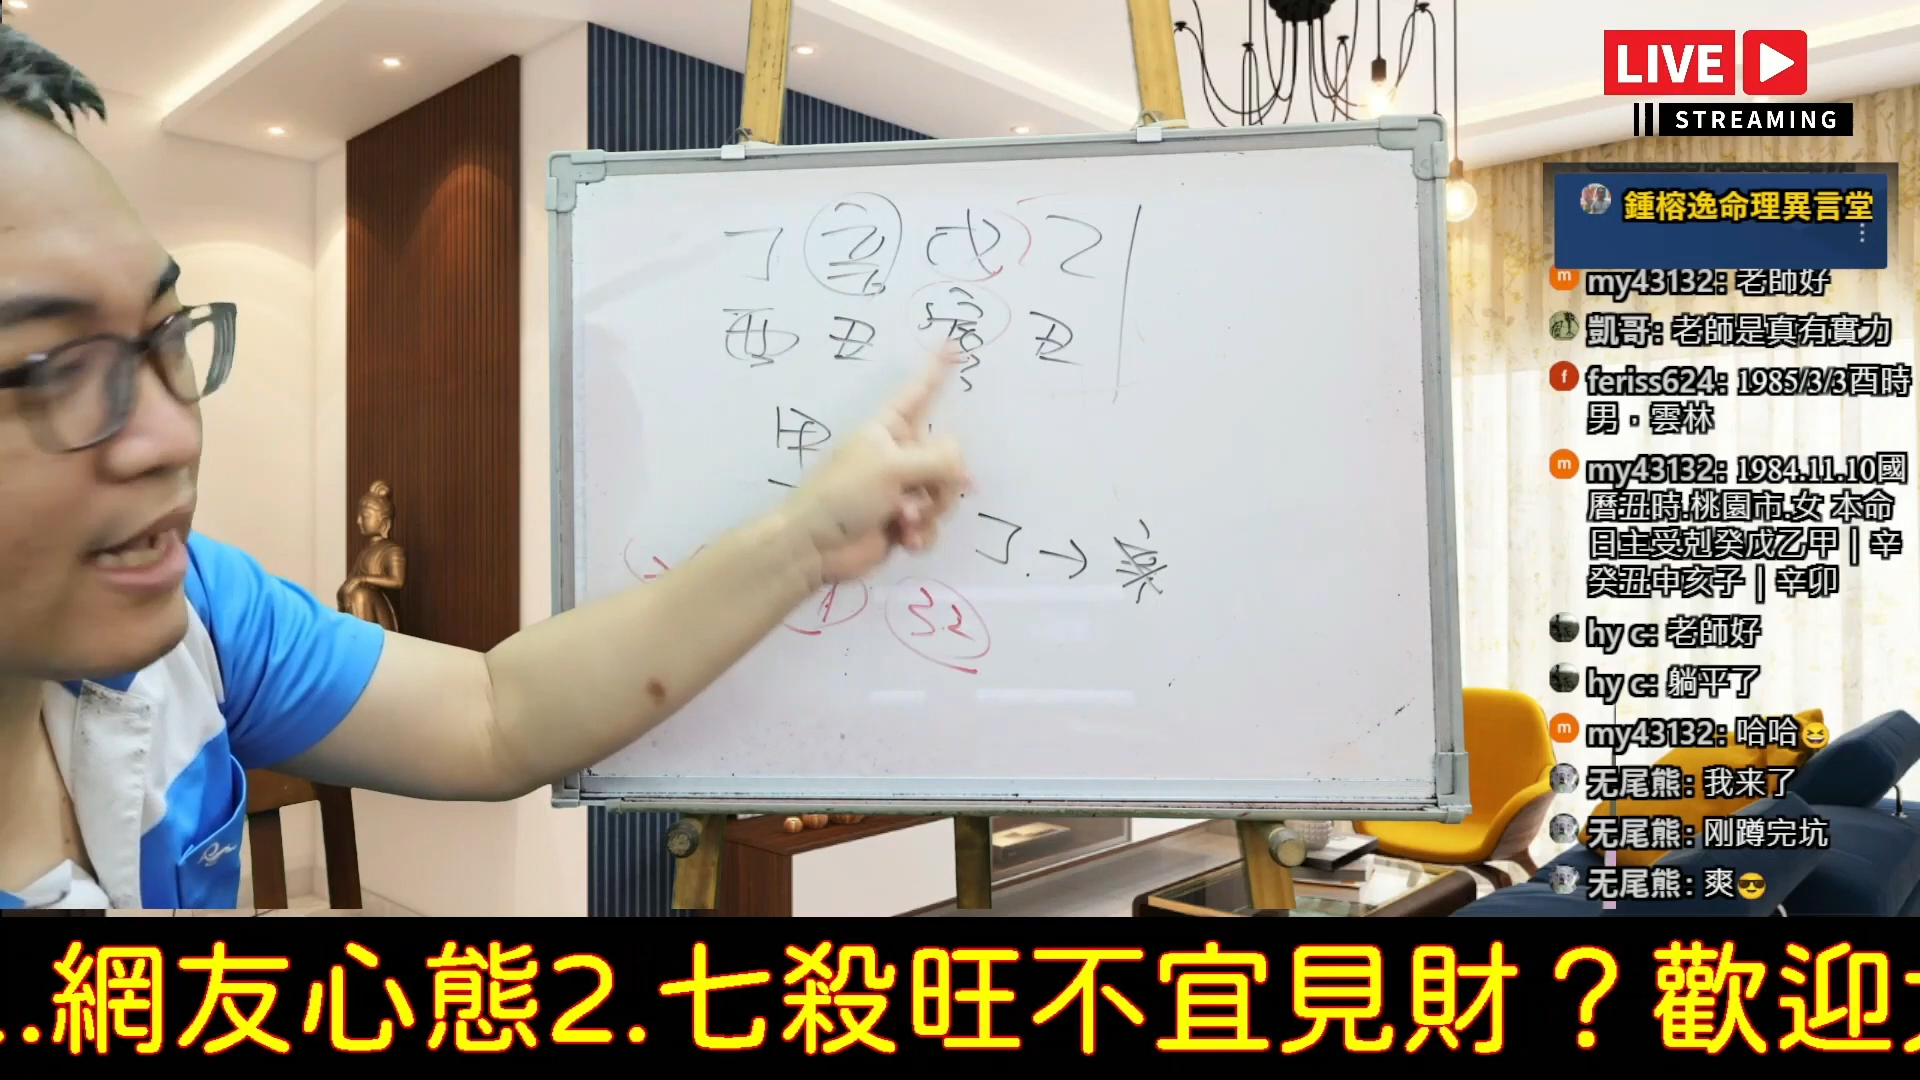 LIVE
STREAMING
鍾榕逸命理異言堂
my43132: 老師好
凱哥: 老師是真有實力
feriss624: 1985/3/3酉時
男·雲林
my43132: 1984.11.10國
曆丑時.桃園市.女 本命
日主受剋癸戊乙甲｜辛
癸丑申亥子｜辛卯
hy c: 老師好
hy c: 躺平了
my43132: 哈哈😆
无尾熊: 我来了
无尾熊: 刚蹲完坑
无尾熊: 爽😎
丁 戊 乙
酉 丑 寅 丑
甲
丁→癸
32
.網友心態2.七殺旺不宜見財？歡迎